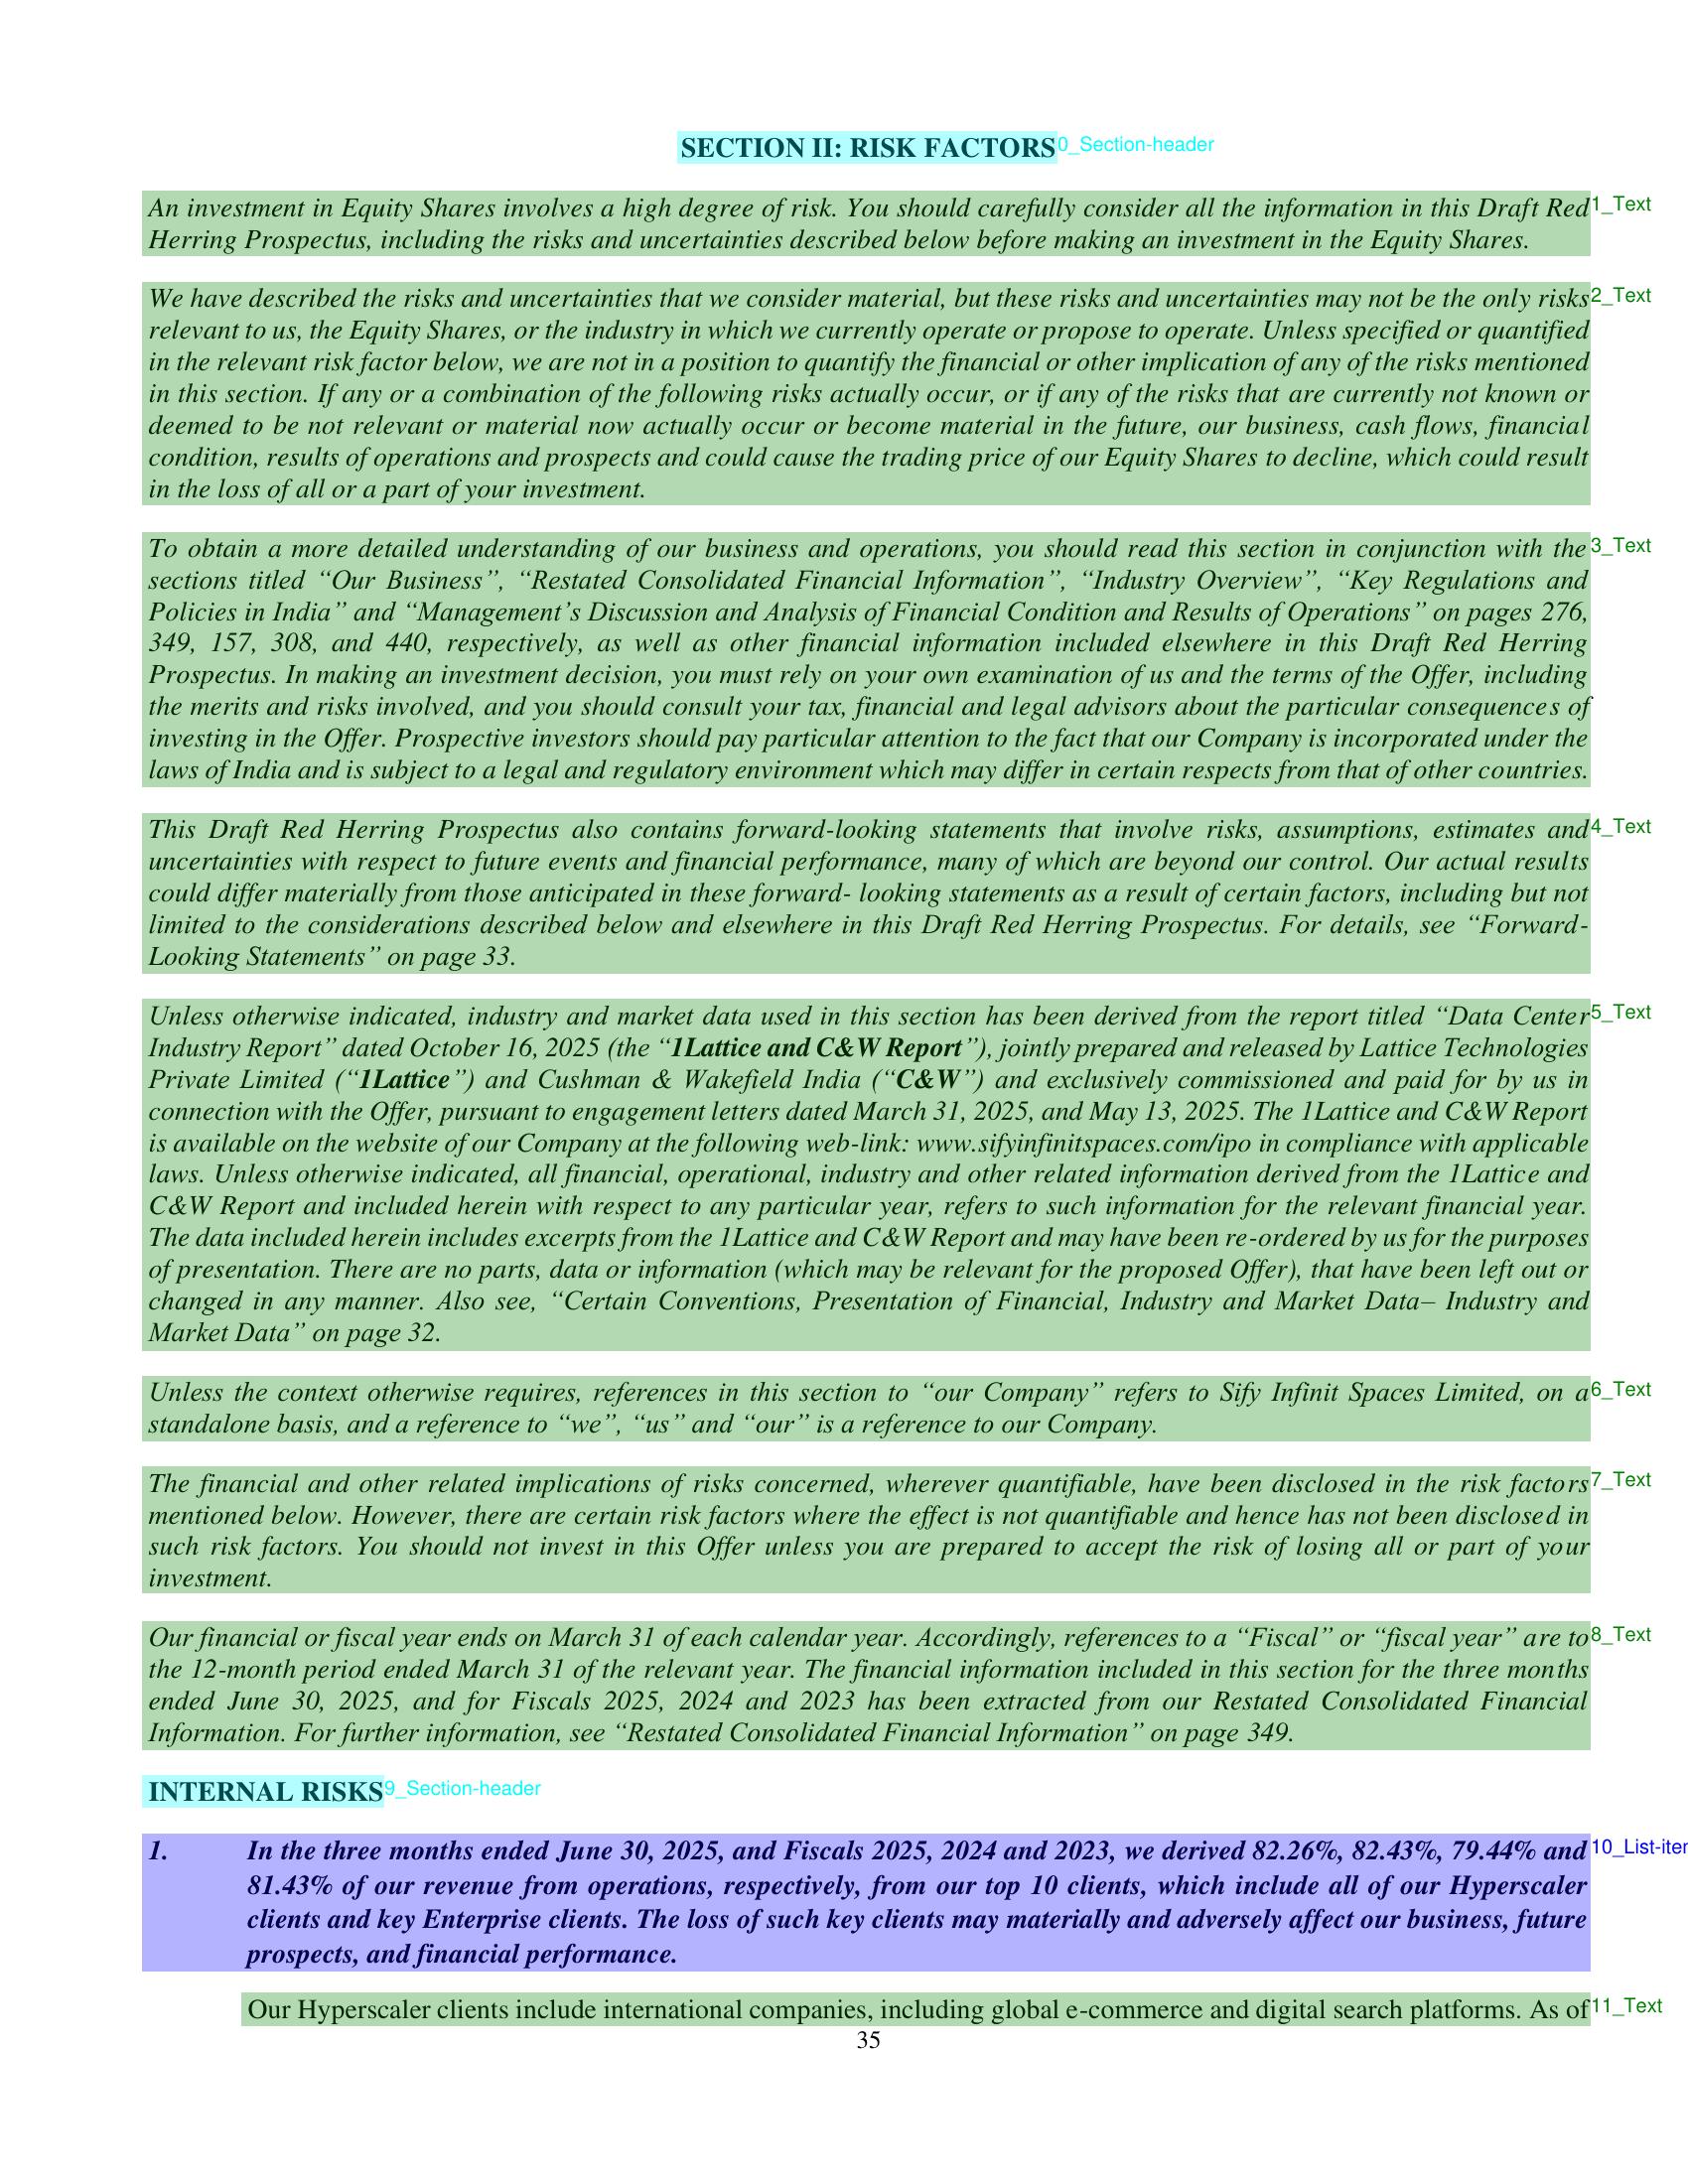 SECTION II: RISK FACTORS
0_Section-header
An investment in Equity Shares involves a high degree of risk. You should carefully consider all the information in this Draft Red
1_Text
Herring Prospectus, including the risks and uncertainties described below before making an investment in the Equity Shares.
We have described the risks and uncertainties that we consider material, but these risks and uncertainties may not be the only risks
2_Text
relevant to us, the Equity Shares, or the industry in which we currently operate or propose to operate. Unless specified or quantified
in the relevant risk factor below, we are not in a position to quantify the financial or other implication of any of the risks mentioned
in this section. If any or a combination of the following risks actually occur, or if any of the risks that are currently not known or
deemed to be not relevant or material now actually occur or become material in the future, our business, cash flows, financial
condition, results of operations and prospects and could cause the trading price of our Equity Shares to decline, which could result
in the loss of all or a part of your investment.
To obtain a more detailed understanding of our business and operations, you should read this section in conjunction with the
3_Text
sections titled “Our Business”, “Restated Consolidated Financial Information”, “Industry Overview”, “Key Regulations and
Policies in India” and “Management’s Discussion and Analysis of Financial Condition and Results of Operations” on pages 276,
349, 157, 308, and 440, respectively, as well as other financial information included elsewhere in this Draft Red Herring
Prospectus. In making an investment decision, you must rely on your own examination of us and the terms of the Offer, including
the merits and risks involved, and you should consult your tax, financial and legal advisors about the particular consequences of
investing in the Offer. Prospective investors should pay particular attention to the fact that our Company is incorporated under the
laws of India and is subject to a legal and regulatory environment which may differ in certain respects from that of other countries.
This Draft Red Herring Prospectus also contains forward-looking statements that involve risks, assumptions, estimates and
4_Text
uncertainties with respect to future events and financial performance, many of which are beyond our control. Our actual results
could differ materially from those anticipated in these forward- looking statements as a result of certain factors, including but not
limited to the considerations described below and elsewhere in this Draft Red Herring Prospectus. For details, see “Forward-
Looking Statements” on page 33.
Unless otherwise indicated, industry and market data used in this section has been derived from the report titled “Data Center
5_Text
Industry Report” dated October 16, 2025 (the “1Lattice and C&W Report”), jointly prepared and released by Lattice Technologies
Private Limited (“1Lattice”) and Cushman & Wakefield India (“C&W”) and exclusively commissioned and paid for by us in
connection with the Offer, pursuant to engagement letters dated March 31, 2025, and May 13, 2025. The 1Lattice and C&W Report
is available on the website of our Company at the following web-link: www.sifyinfinitspaces.com/ipo in compliance with applicable
laws. Unless otherwise indicated, all financial, operational, industry and other related information derived from the 1Lattice and
C&W Report and included herein with respect to any particular year, refers to such information for the relevant financial year.
The data included herein includes excerpts from the 1Lattice and C&W Report and may have been re-ordered by us for the purposes
of presentation. There are no parts, data or information (which may be relevant for the proposed Offer), that have been left out or
changed in any manner. Also see, “Certain Conventions, Presentation of Financial, Industry and Market Data– Industry and
Market Data” on page 32.
Unless the context otherwise requires, references in this section to “our Company” refers to Sify Infinit Spaces Limited, on a
6_Text
standalone basis, and a reference to “we”, “us” and “our” is a reference to our Company.
The financial and other related implications of risks concerned, wherever quantifiable, have been disclosed in the risk factors
7_Text
mentioned below. However, there are certain risk factors where the effect is not quantifiable and hence has not been disclosed in
such risk factors. You should not invest in this Offer unless you are prepared to accept the risk of losing all or part of your
investment.
Our financial or fiscal year ends on March 31 of each calendar year. Accordingly, references to a “Fiscal” or “fiscal year” are to
8_Text
the 12-month period ended March 31 of the relevant year. The financial information included in this section for the three months
ended June 30, 2025, and for Fiscals 2025, 2024 and 2023 has been extracted from our Restated Consolidated Financial
Information. For further information, see “Restated Consolidated Financial Information” on page 349.
INTERNAL RISKS
9_Section-header
1. In the three months ended June 30, 2025, and Fiscals 2025, 2024 and 2023, we derived 82.26%, 82.43%, 79.44% and
10_List-iter
81.43% of our revenue from operations, respectively, from our top 10 clients, which include all of our Hyperscaler
clients and key Enterprise clients. The loss of such key clients may materially and adversely affect our business, future
prospects, and financial performance.
Our Hyperscaler clients include international companies, including global e-commerce and digital search platforms. As of
11_Text
35